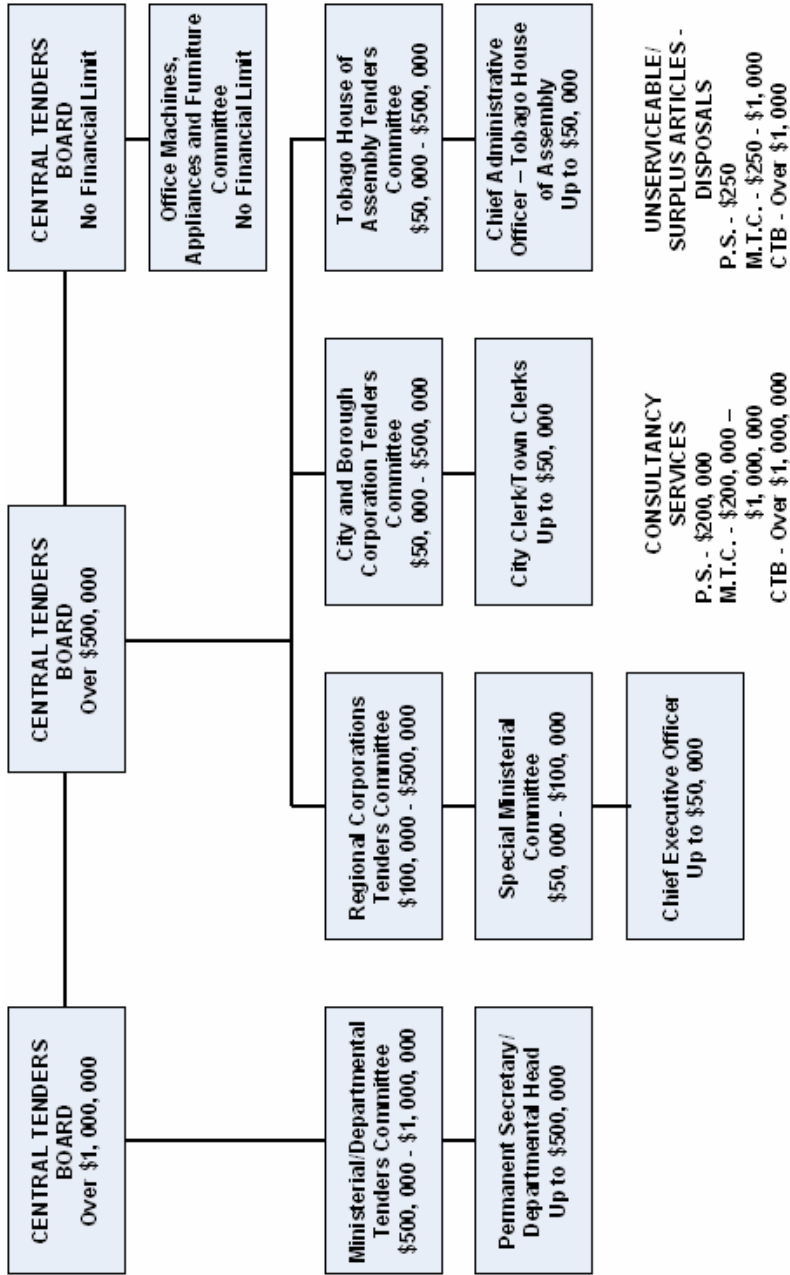 CENTRAL TENDERS
BOARD
Over $1, 000, 000
CENTRAL TENDERS
BOARD
Over $500, 000
CENTRAL TENDERS
BOARD
No Financial Limit
Office Machines,
Appliances and Furniture
Committee
No Financial Limit
Ministerial/Departmental
Tenders Committee
$500, 000 - $1, 000, 000
Regional Corporations
Tenders Committee
$100, 000 - $500, 000
City and Borough
Corporation Tenders
Committee
$50, 000 - $500, 000
Tobago House of
Assembly Tenders
Committee
$50, 000 - $500, 000
Permanent Secretary/
Departmental Head
Up to $500, 000
Special Ministerial
Committee
$50, 000 - $100, 000
City Clerk/Town Clerks
Up to $50, 000
Chief Administrative
Officer – Tobago House
of Assembly
Up to $50, 000
Chief Executive Officer
Up to $50, 000
CONSULTANCY
SERVICES
P.S. - $200, 000
M.T.C. - $200, 000 –
$1, 000, 000
CTB - Over $1, 000, 000
UNSERVICEABLE/
SURPLUS ARTICLES -
DISPOSALS
P.S. - $250
M.T.C. - $250 - $1, 000
CTB - Over $1, 000